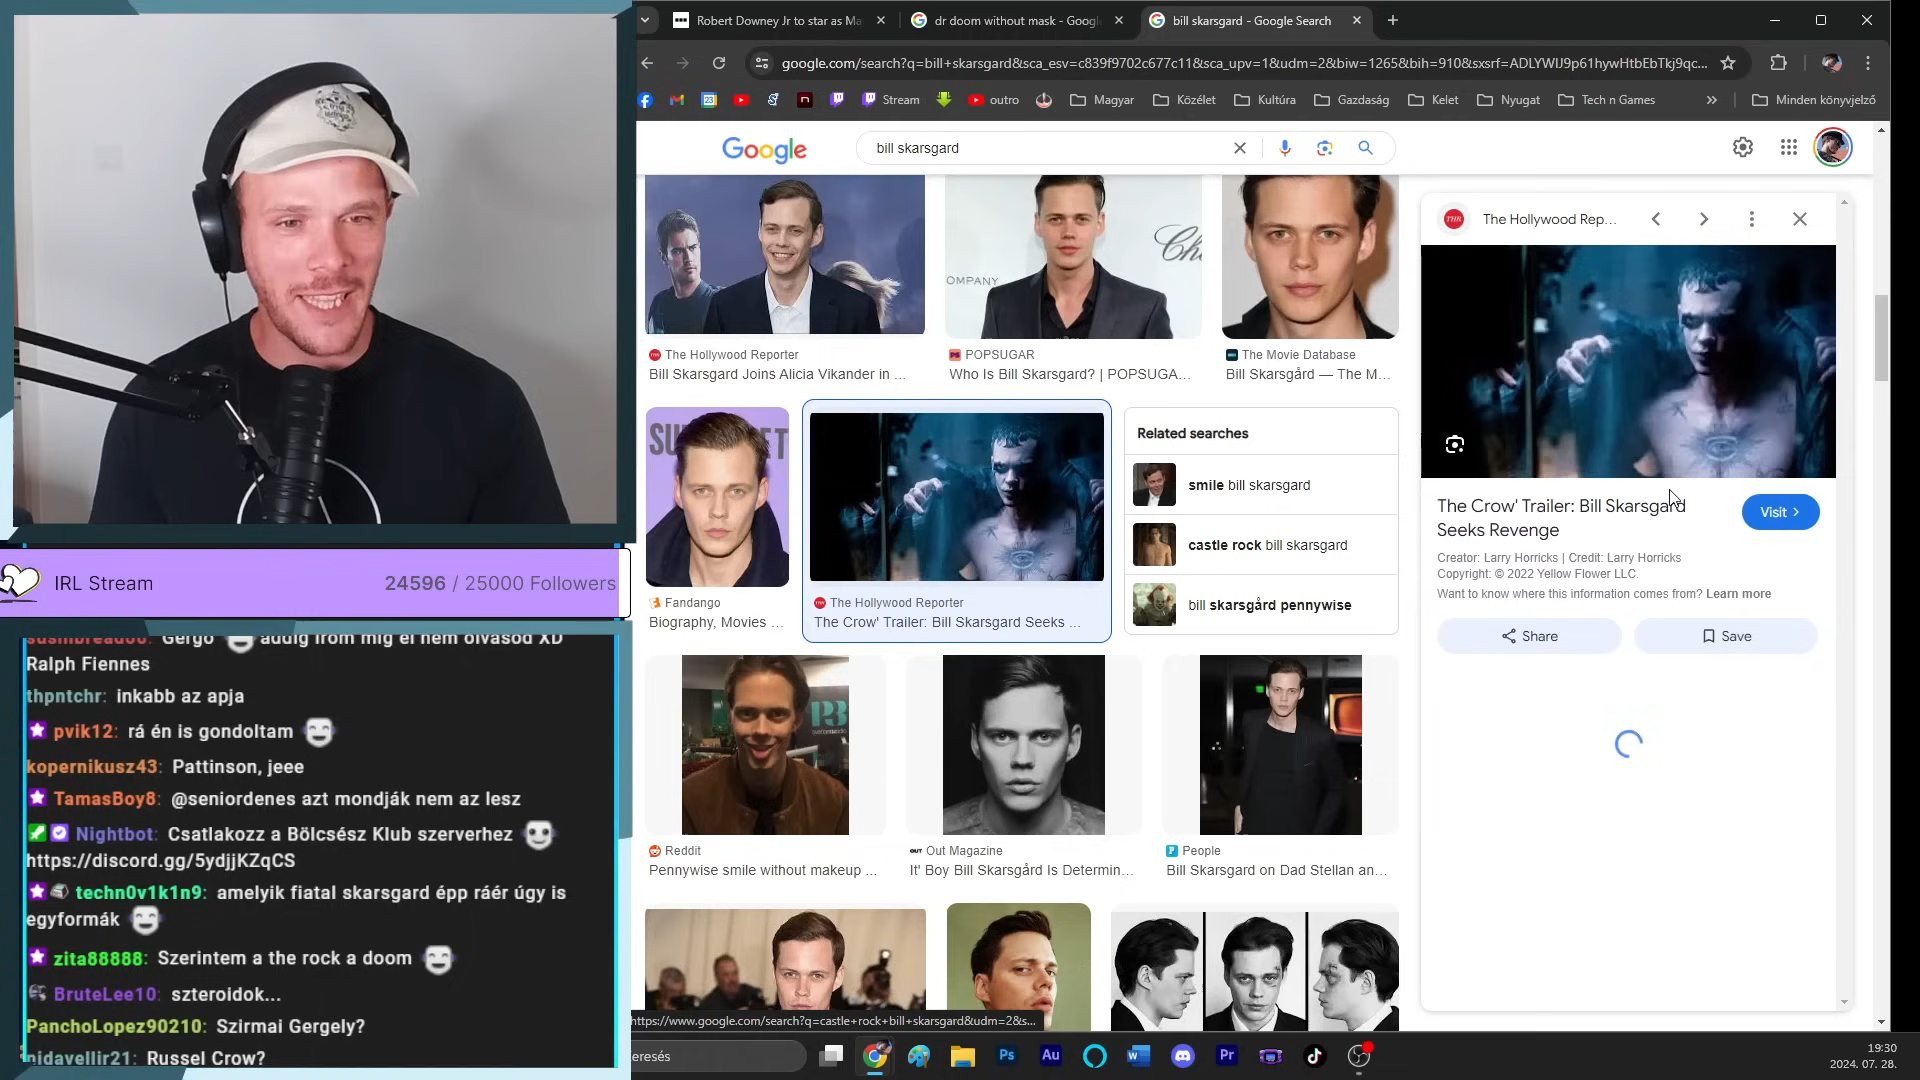 Robert Downey Jr to star as Ma
dr doom without mask - Google
bill skarsgard - Google Search
google.com/search?q=bill+skarsgard&sca_esv=c839f9702c677c11&sca_upv=1&udm=2&biw=1265&bih=910&sxsrf=ADLYWIJ9p61hywHtbEbTkj9qc...
Stream
outro
Magyar
Közélet
Kultúra
Gazdaság
Kelet
Nyugat
Tech n Games
Minden könyvjelző
Google
bill skarsgard
The Hollywood Reporter
Bill Skarsgard Joins Alicia Vikander in ...
OMPANY
POPSUGAR
Who Is Bill Skarsgard? | POPSUGA...
The Movie Database
Bill Skarsgård — The M...
THR
The Hollywood Rep...
Fandango
Biography, Movies ...
The Hollywood Reporter
The Crow' Trailer: Bill Skarsgard Seeks ...
Related searches
smile bill skarsgard
castle rock bill skarsgard
bill skarsgård pennywise
The Crow' Trailer: Bill Skarsgard
Seeks Revenge
Visit
Creator: Larry Horricks | Credit: Larry Horricks
Copyright: © 2022 Yellow Flower LLC.
Want to know where this information comes from? Learn more
Share
Save
Reddit
Pennywise smile without makeup ...
Out Magazine
It' Boy Bill Skarsgård Is Determin...
People
Bill Skarsgard on Dad Stellan an...
https://www.google.com/search?q=castle+rock+bill+skarsgard&udm=2&s...
eresés
Ps
Au
Pr
19:30
2024. 07. 28.
IRL Stream
24596 / 25000 Followers
Gergő addig írom míg el nem olvasod XD
Ralph Fiennes
thpntchr: inkább az apja
pvik12: rá én is gondoltam
kopernikusz43: Pattinson, jeee
TamasBoy8: @seniordenes azt mondják nem az lesz
Nightbot: Csatlakozz a Bölcsész Klub szerverhez
https://discord.gg/5ydjjKZqCS
techn0v1k1n9: amelyik fiatal skarsgard épp ráér úgy is
egyformák
zita88888: Szerintem a the rock a doom
BruteLee10: szteroidok...
PanchoLopez90210: Szirmai Gergely?
nidavellir21: Russel Crow?